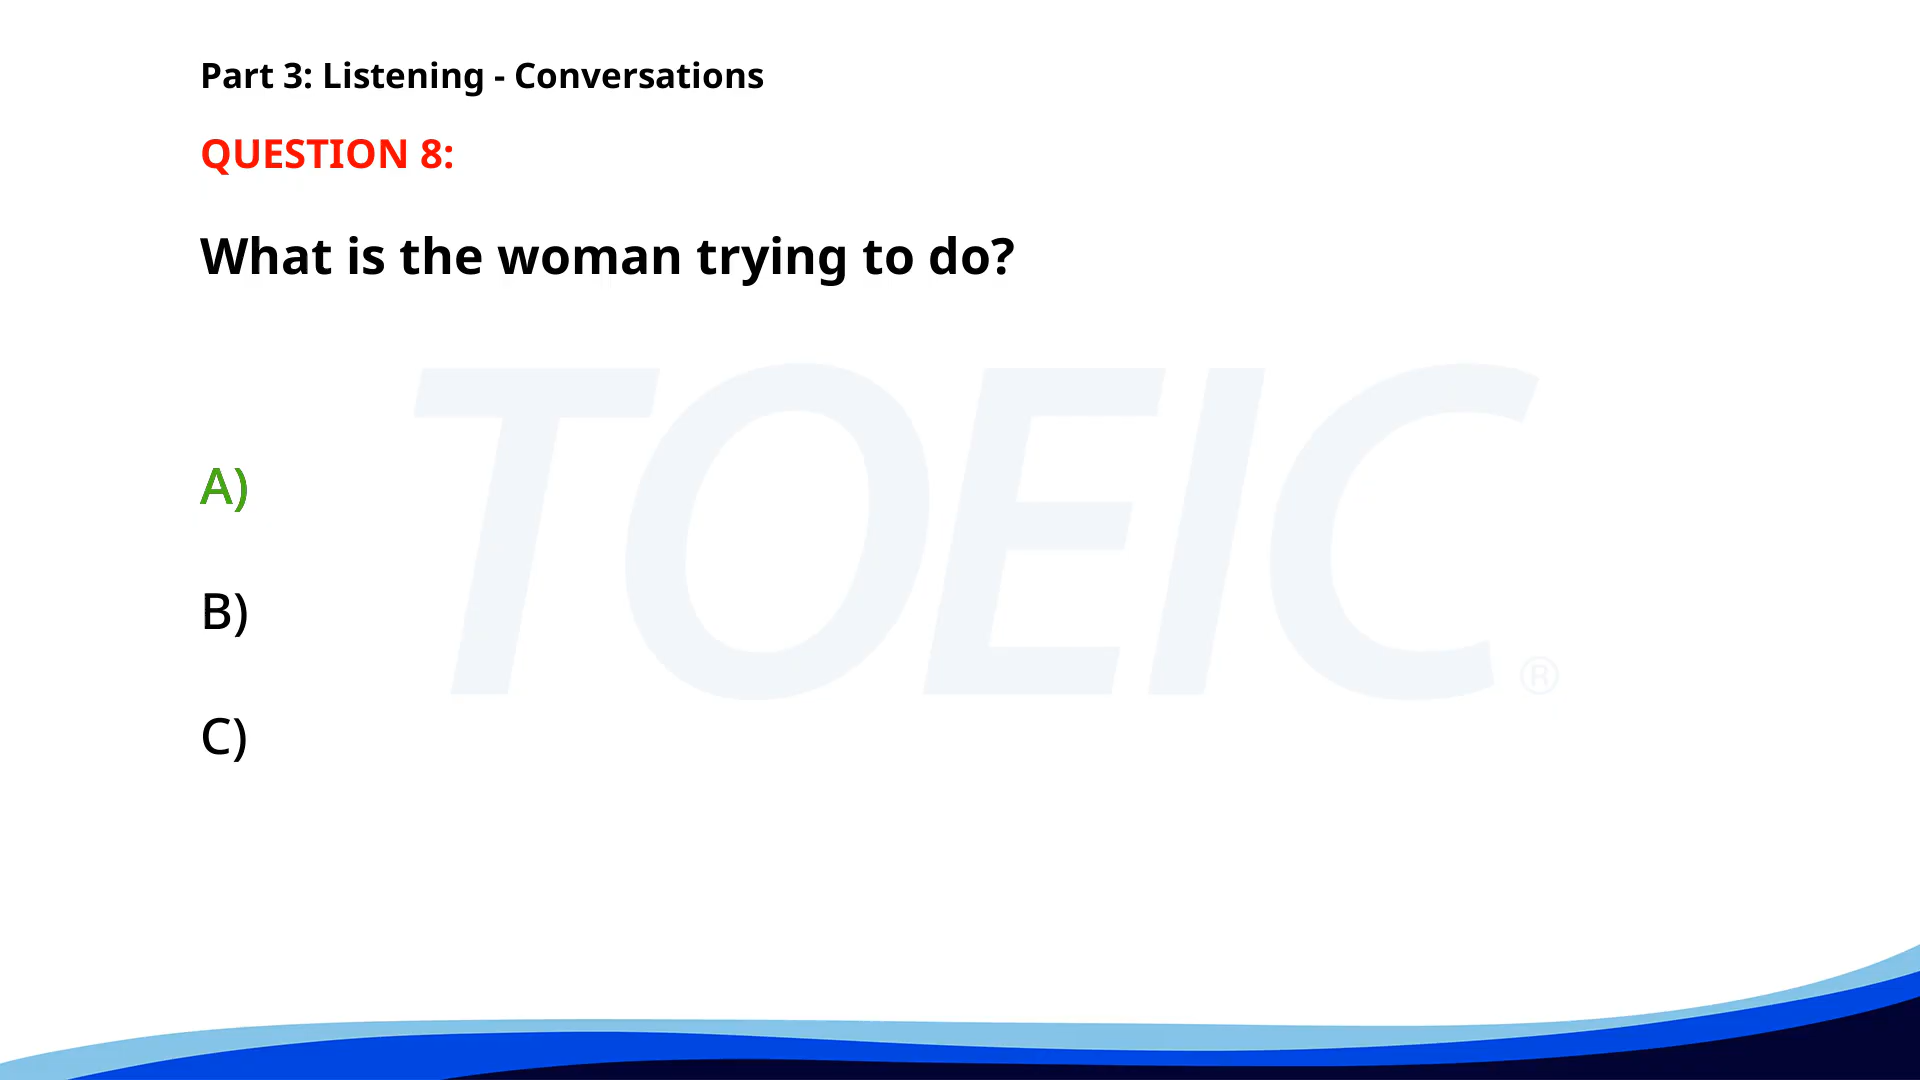 Part 3: Listening - Conversations
QUESTION 8:
What is the woman trying to do?
TOEIC®
A)
B)
C)